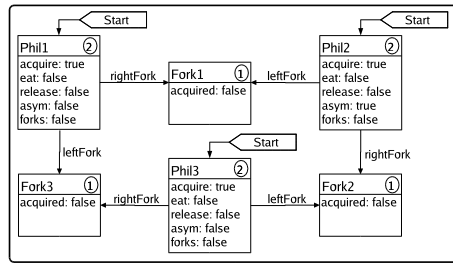 Start
Start
Phil1 2
acquire: true
eat: false
release: false
asym: false
forks: false
rightFork
Fork1 1
acquired: false
leftFork
Phil2 2
acquire: true
eat: false
release: false
asym: true
forks: false
leftFork
rightFork
Start
Fork3 1
acquired: false
rightFork
Phil3 2
acquire: true
eat: false
release: false
asym: false
forks: false
leftFork
Fork2 1
acquired: false